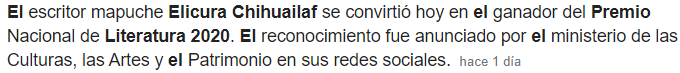 El escritor mapuche Elicura Chihuailaf se convirtió hoy en el ganador del Premio
Nacional de Literatura 2020. El reconocimiento fue anunciado por el ministerio de las
Culturas, las Artes y el Patrimonio en sus redes sociales. hace 1 día